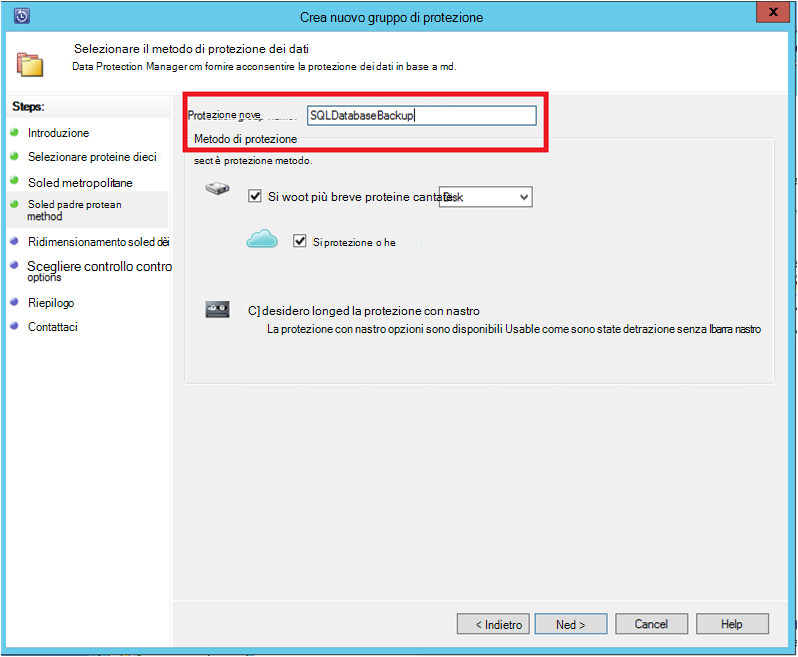 Crea nuovo gruppo di protezione
x
Selezionare il metodo di protezione dei dati
Data Protection Manager cm fornire acconsentire la protezione dei dati in base a md.
Steps:
Introduzione
Selezionare proteine dieci
Soled metropolitane
Soled padre protean
method
Ridimensionamento soled dèi
Scegliere controllo contro
options
Riepilogo
Contattaci
Protezione nove
SQLDatabaseBackup
Metodo di protezione
sect è protezione metodo.
Si woot più breve proteine cantate
Disk
Si protezione o he
C] desidero longed la protezione con nastro
La protezione con nastro opzioni sono disponibili Usable come sono state detrazione senza Ibarra nastro
< Indietro
Ned >
Cancel
Help